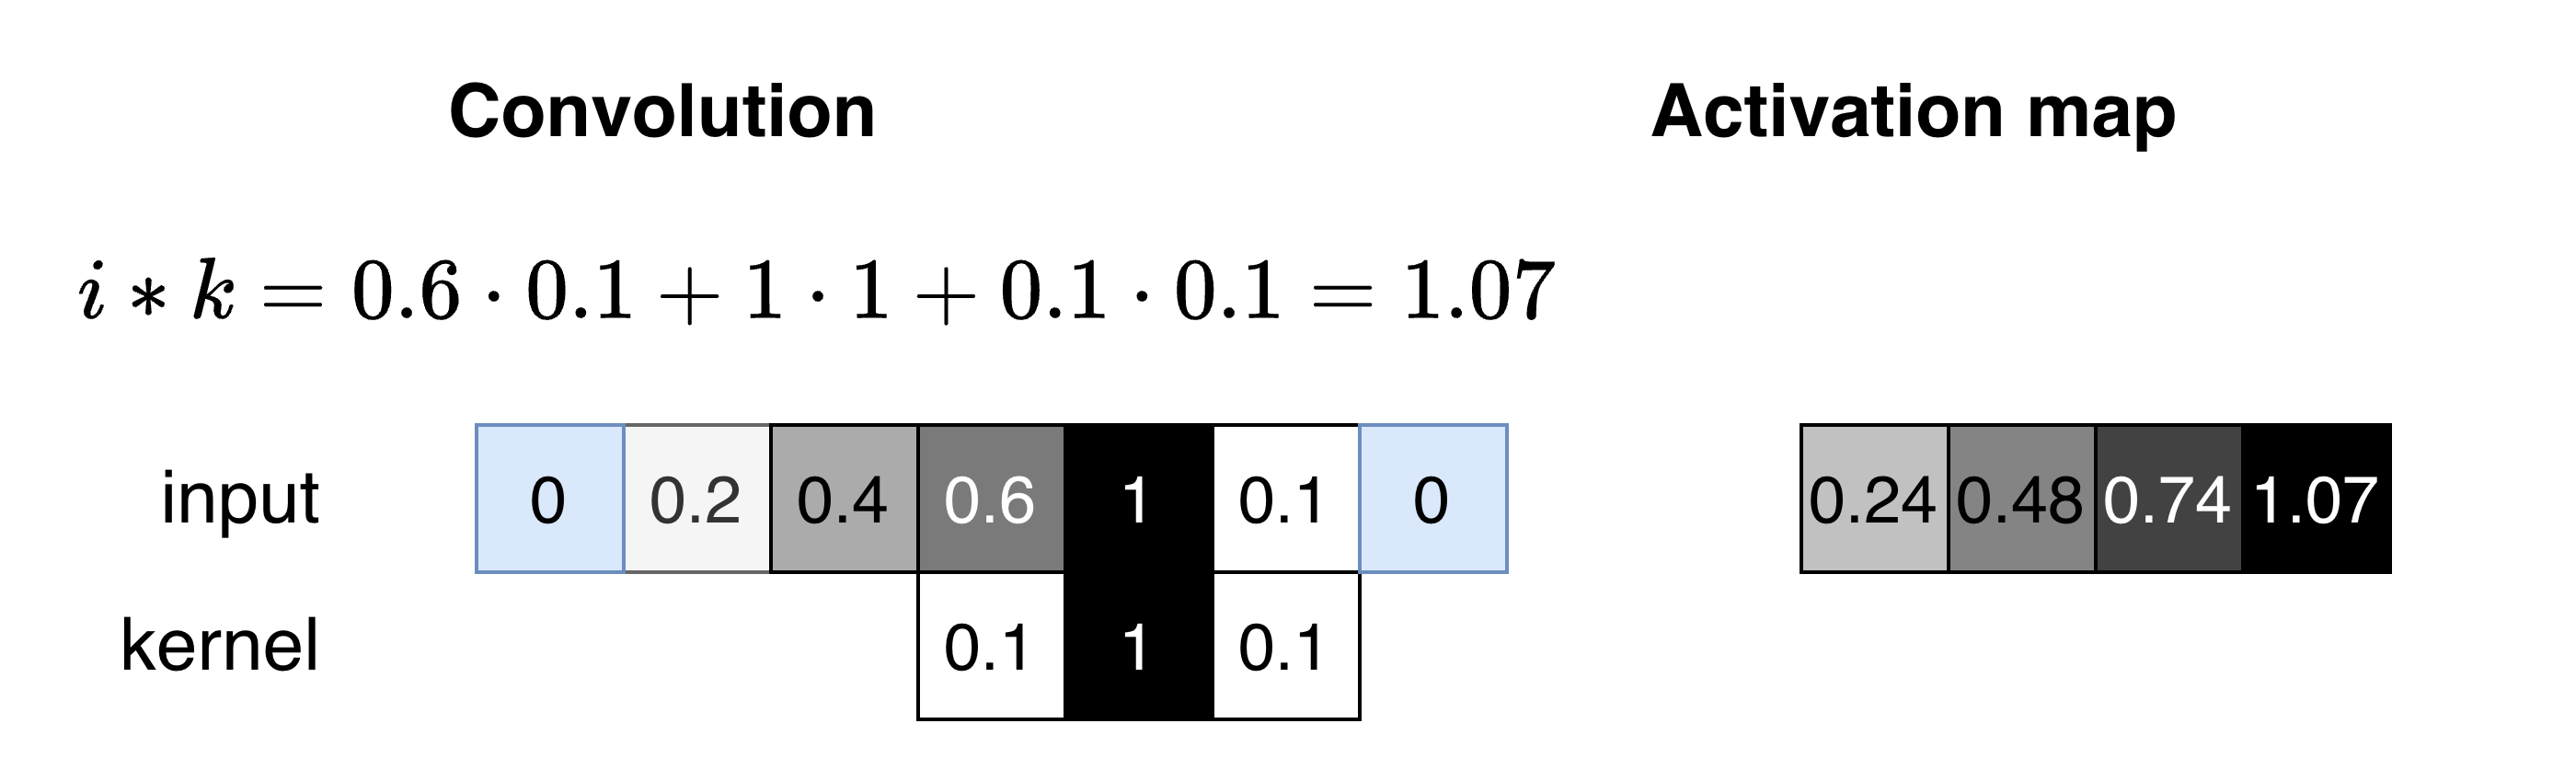 Convolution Activation map
i * k = 0.6 · 0.1 + 1 · 1 + 0.1 · 0.1 = 1.07
input 0 0.2 0.4 0.6 1 0.1 0 0.24 0.48 0.74 1.07
kernel 0.1 1 0.1